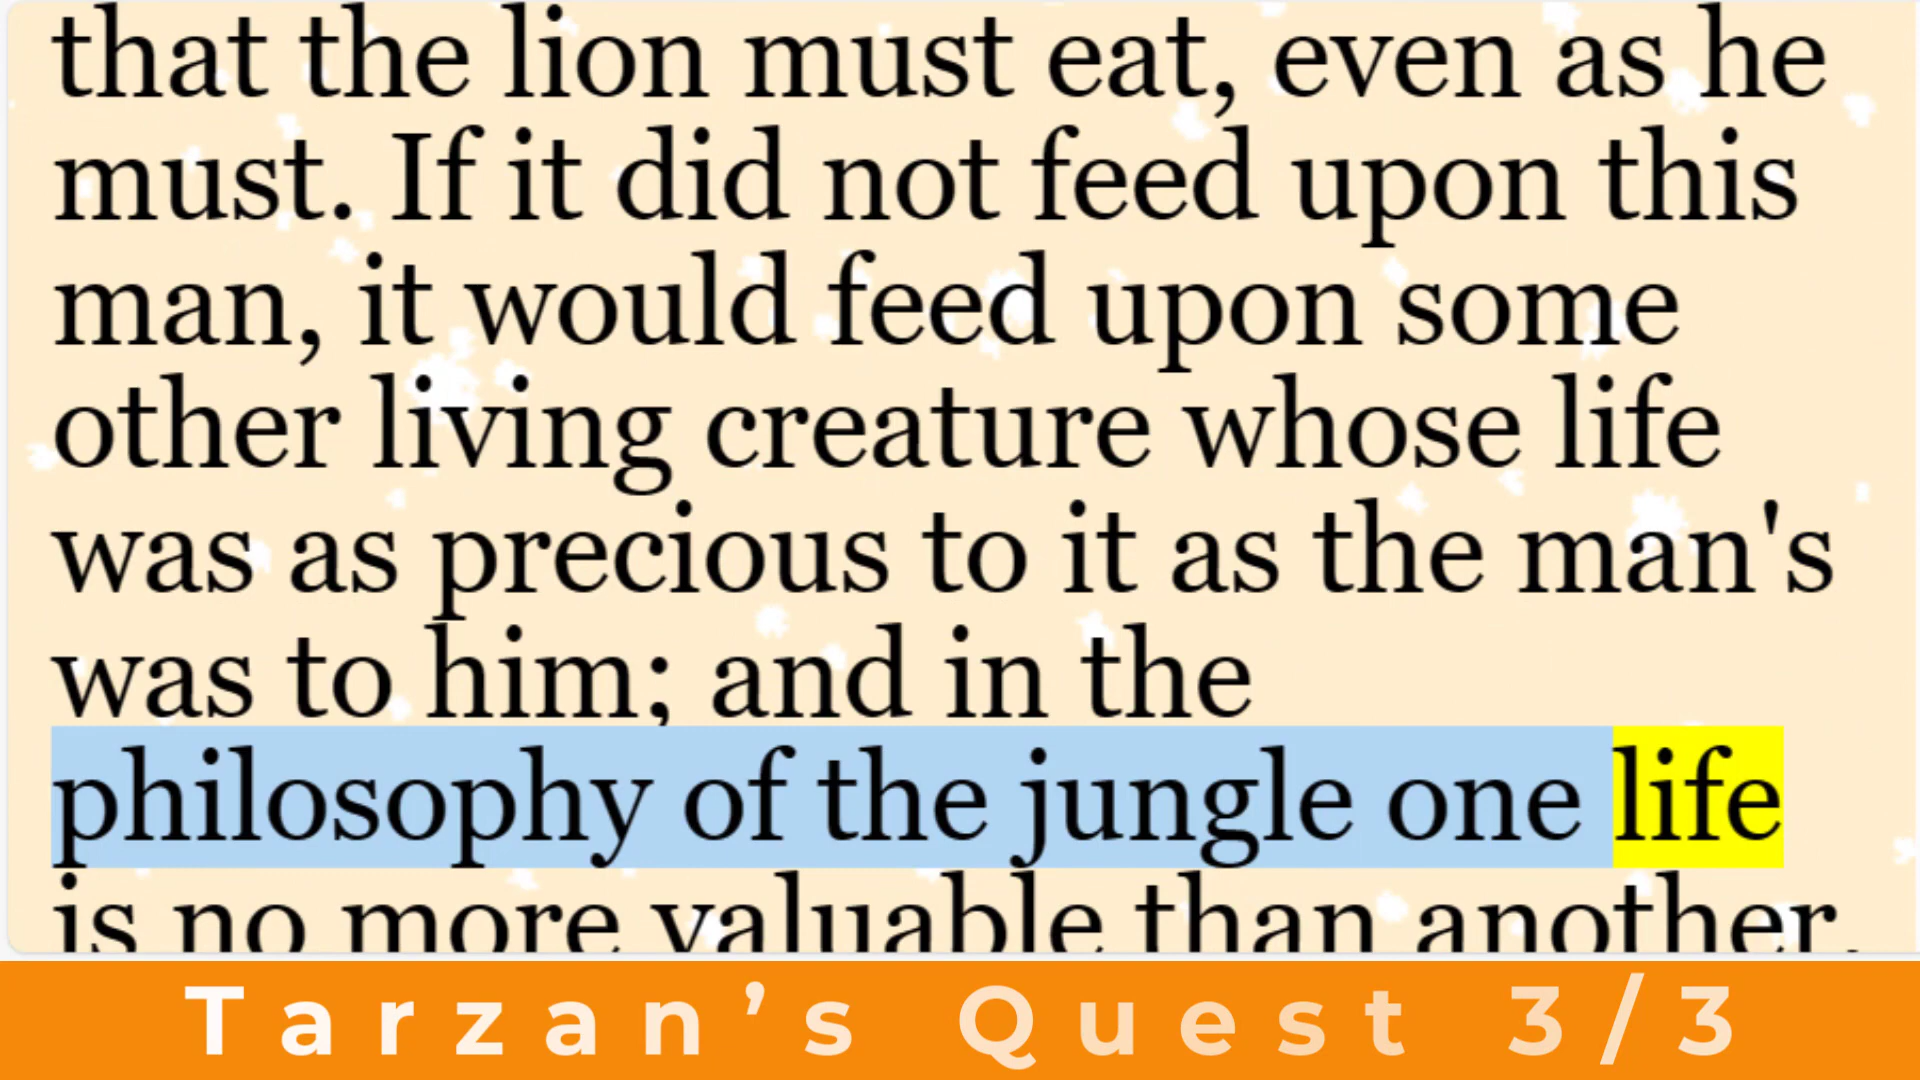 that the lion must eat, even as he
must. If it did not feed upon this
man, it would feed upon some
other living creature whose life
was as precious to it as the man's
was to him; and in the
philosophy of the jungle one life
is no more valuable than another.
Tarzan’s Quest 3/3